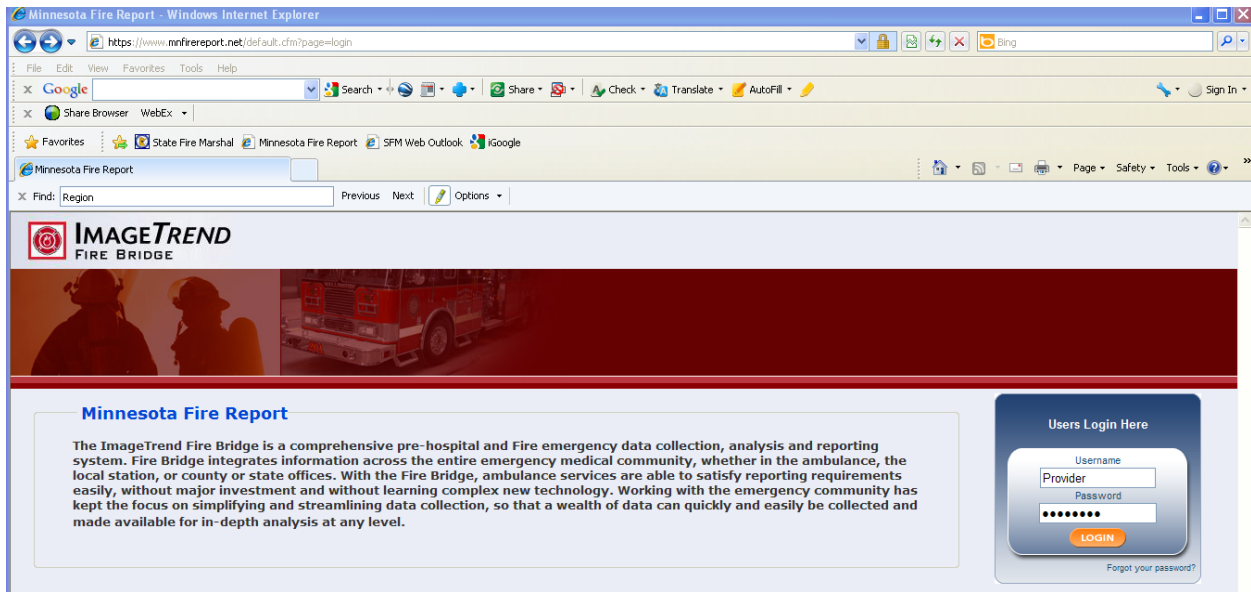 Minnesota Fire Report - Windows Internet Explorer
https://www.mnfirereport.net/default.cfm?page=login
Bing
File Edit View Favorites Tools Help
x Google Search Share Check Translate AutoFill Sign In
x Share Browser WebEx
Favorites State Fire Marshal Minnesota Fire Report SFM Web Outlook iGoogle
Minnesota Fire Report Page Safety Tools
x Find: Region Previous Next Options
IMAGETREND
FIRE BRIDGE
Minnesota Fire Report
The ImageTrend Fire Bridge is a comprehensive pre-hospital and Fire emergency data collection, analysis and reporting
system. Fire Bridge integrates information across the entire emergency medical community, whether in the ambulance, the
local station, or county or state offices. With the Fire Bridge, ambulance services are able to satisfy reporting requirements
easily, without major investment and without learning complex new technology. Working with the emergency community has
kept the focus on simplifying and streamlining data collection, so that a wealth of data can quickly and easily be collected and
made available for in-depth analysis at any level.
Users Login Here
Username
Provider
Password
••••••••
LOGIN
Forgot your password?